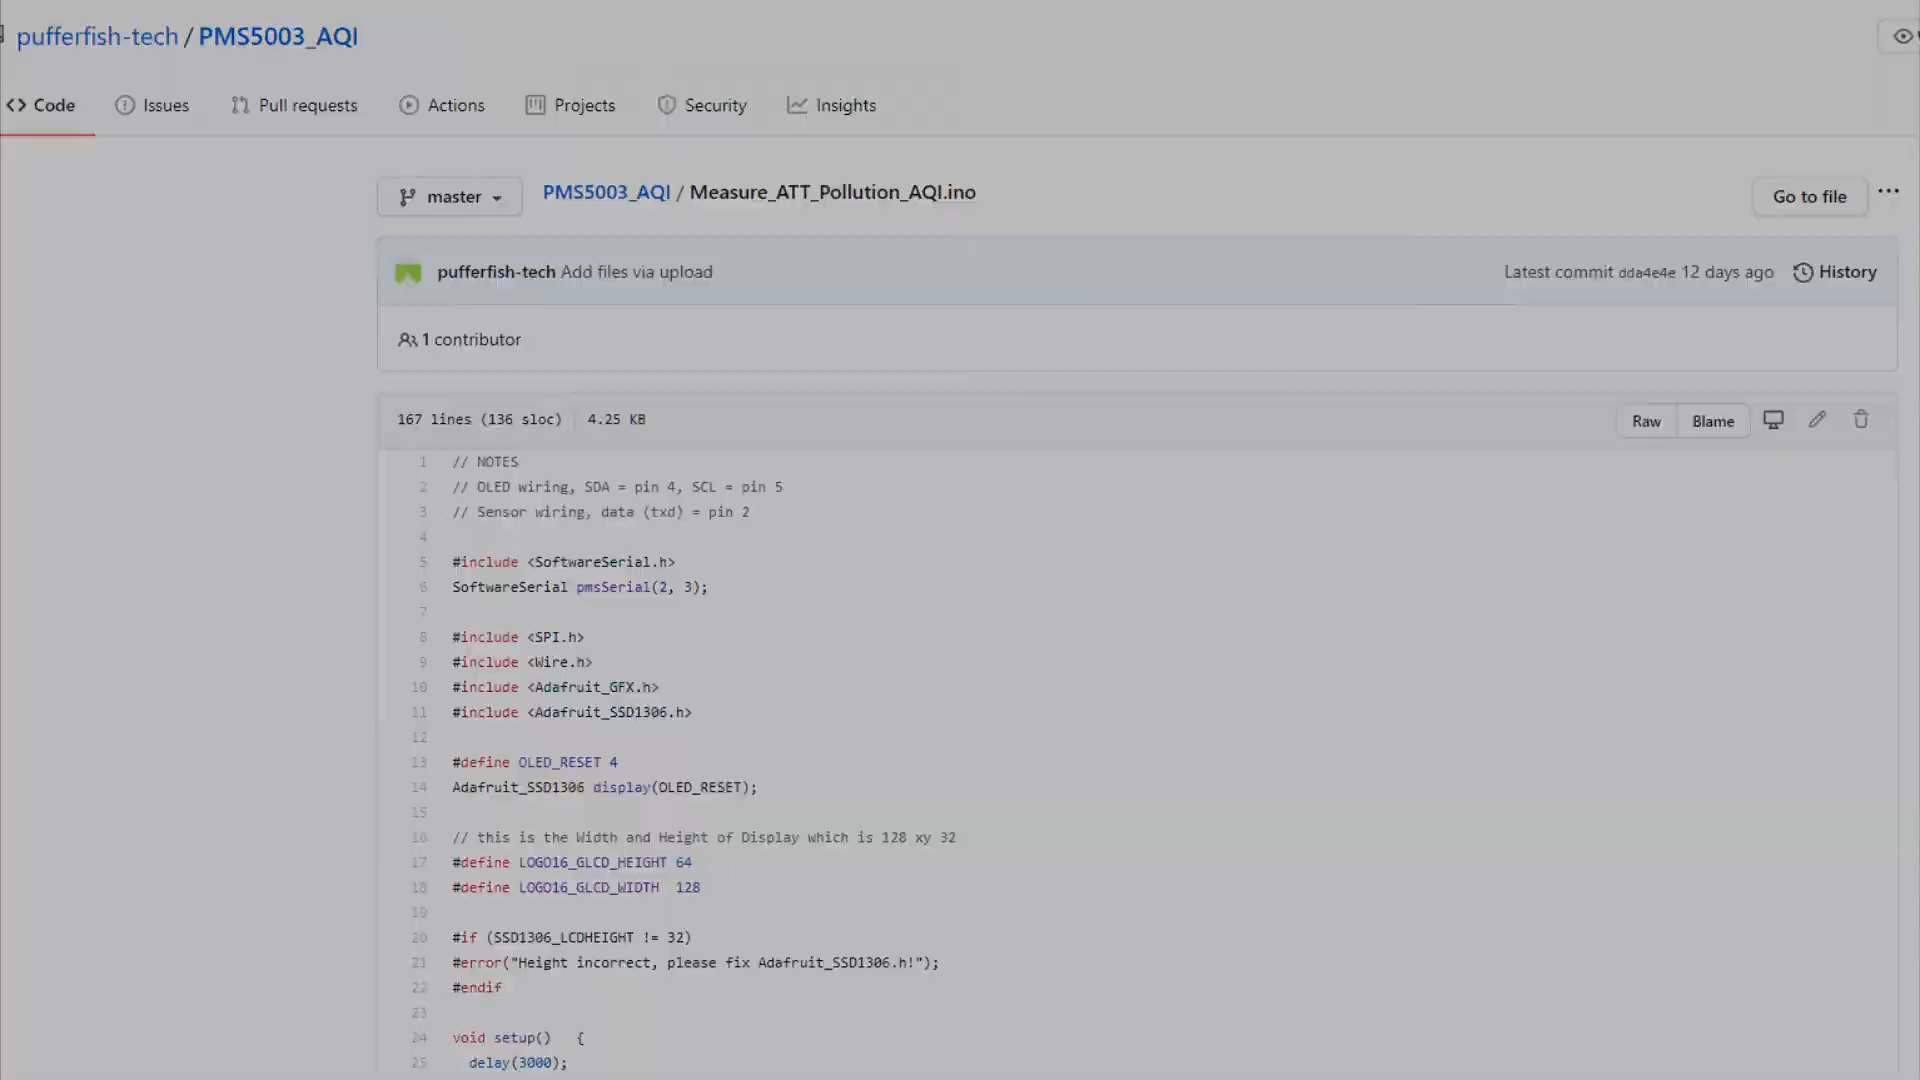 pufferfish-tech / PMS5003_AQI
Code Issues Pull requests Actions Projects Security Insights
master PMS5003_AQI / Measure_ATT_Pollution_AQI.ino Go to file ...
pufferfish-tech Add files via upload Latest commit dda4e4e 12 days ago History
1 contributor
167 lines (136 sloc) 4.25 KB Raw Blame
1 // NOTES
2 // OLED wiring, SDA = pin 4, SCL = pin 5
3 // Sensor wiring, data (txd) = pin 2
4
5 #include <SoftwareSerial.h>
6 SoftwareSerial pmsSerial(2, 3);
7
8 #include <SPI.h>
9 #include <Wire.h>
10 #include <Adafruit_GFX.h>
11 #include <Adafruit_SSD1306.h>
12
13 #define OLED_RESET 4
14 Adafruit_SSD1306 display(OLED_RESET);
15
16 // this is the Width and Height of Display which is 128 xy 32
17 #define LOGO16_GLCD_HEIGHT 64
18 #define LOGO16_GLCD_WIDTH  128
19
20 #if (SSD1306_LCDHEIGHT != 32)
21 #error("Height incorrect, please fix Adafruit_SSD1306.h!");
22 #endif
23
24 void setup()   {
25   delay(3000);